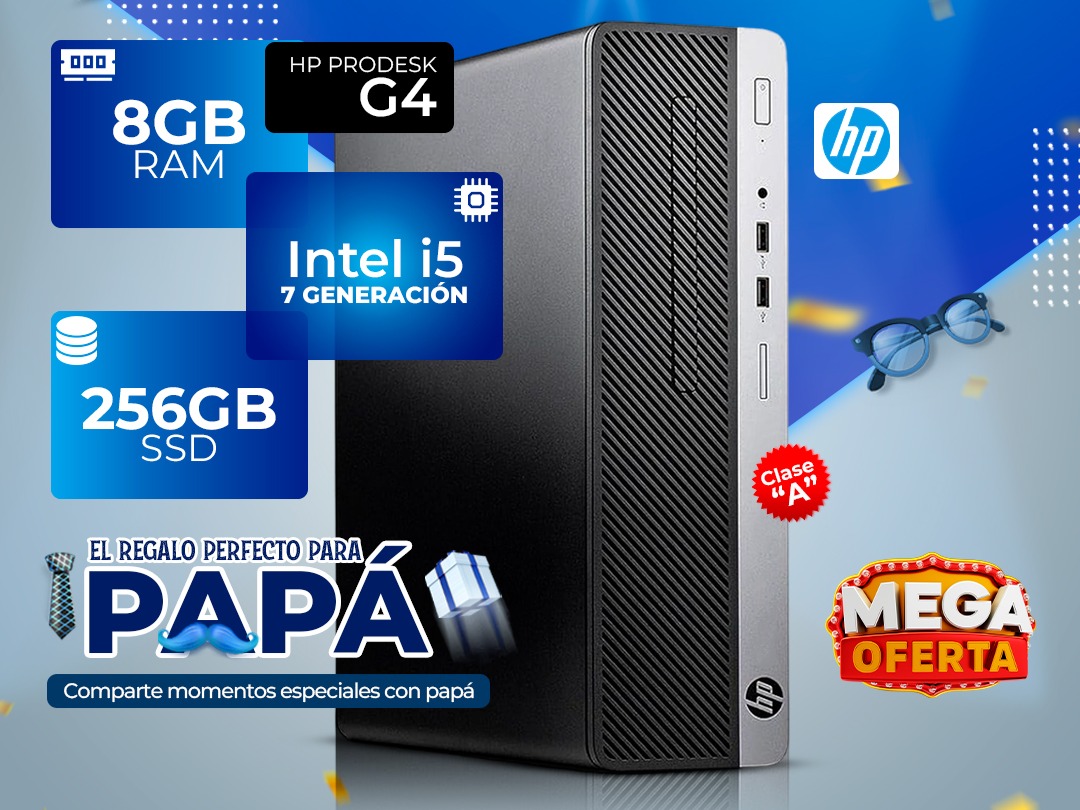 8GB
RAM
HP PRODESK
G4
hp
Intel i5
7 GENERACIÓN
256GB
SSD
Clase
"A"
EL REGALO PERFECTO PARA
PAPÁ
Comparte momentos especiales con papá
MEGA
OFERTA
hp